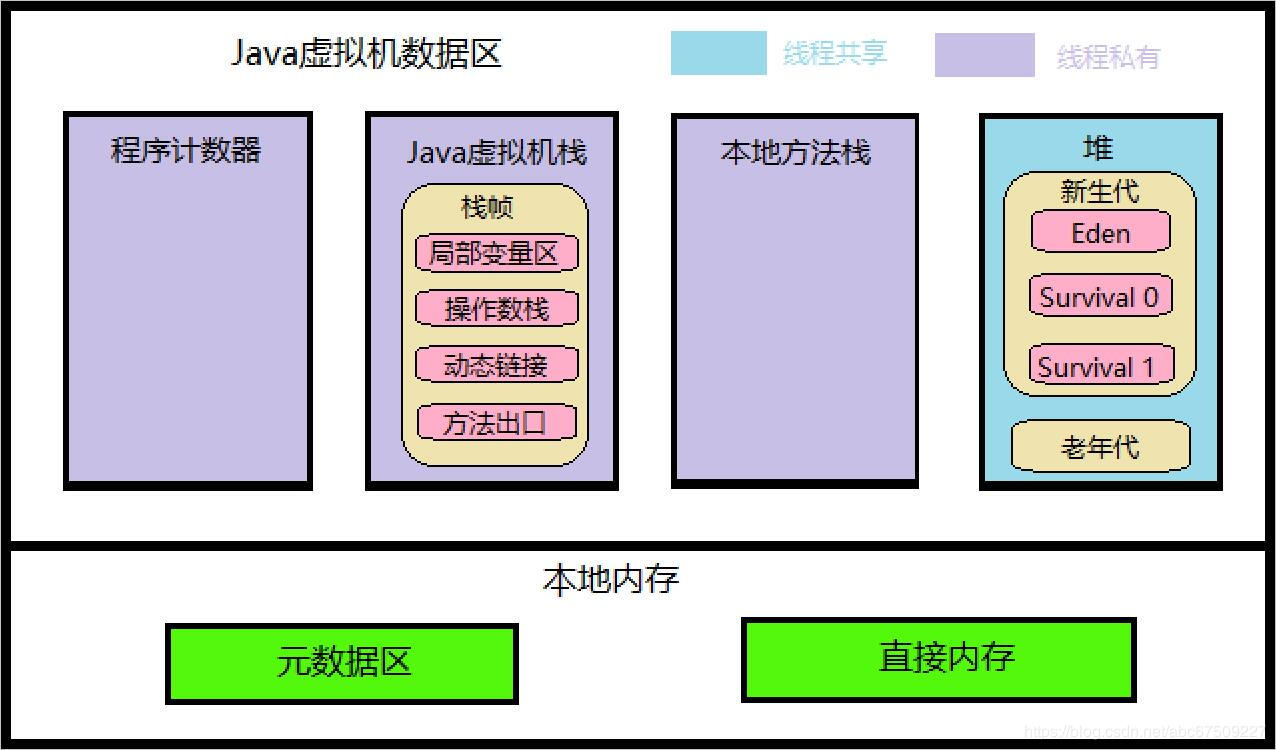 Java虚拟机数据区
线程共享
线程私有
程序计数器
Java虚拟机栈
栈帧
局部变量区
操作数栈
动态链接
方法出口
本地方法栈
堆
新生代
Eden
Survival 0
Survival 1
老年代
本地内存
元数据区
直接内存
https://blog.csdn.net/abc67509227